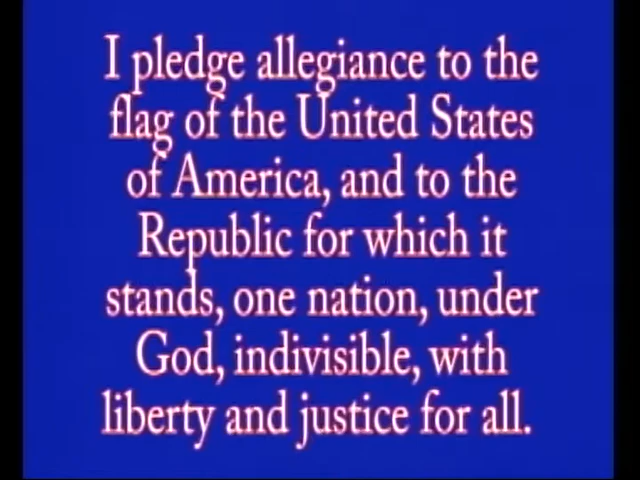 I pledge allegiance to the
flag of the United States
of America, and to the
Republic for which it
stands, one nation, under
God, indivisible, with
liberty and justice for all.